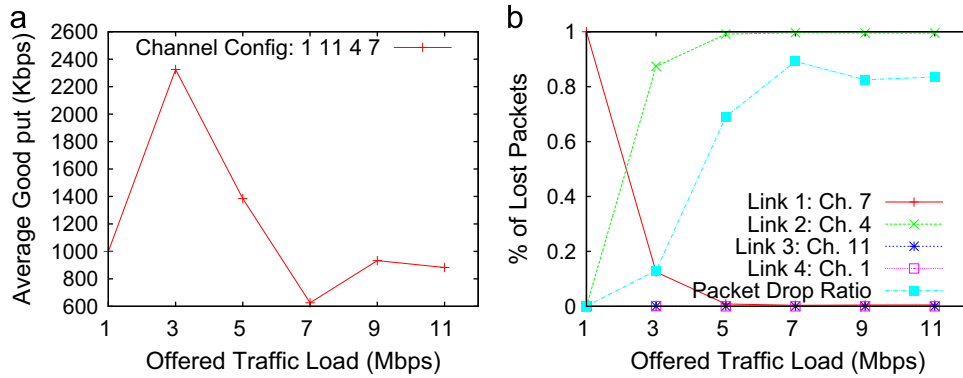 a
2600
2400
2200
2000
1800
1600
1400
1200
1000
800
600
Average Good put (Kbps)
Channel Config: 1 11 4 7
1 3 5 7 9 11
Offered Traffic Load (Mbps)
b
1
0.8
0.6
0.4
0.2
0
% of Lost Packets
Link 1: Ch. 7
Link 2: Ch. 4
Link 3: Ch. 11
Link 4: Ch. 1
Packet Drop Ratio
1 3 5 7 9 11
Offered Traffic Load (Mbps)